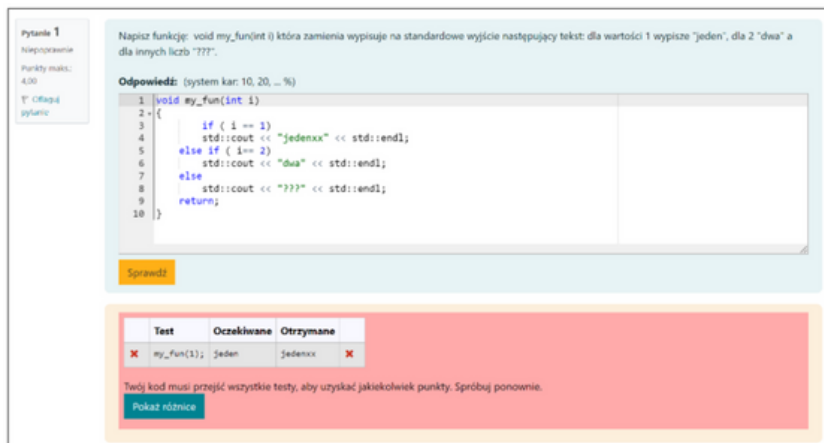 Pytanie 1
Niepoprawnie
Punkty maks.:
4,00
Oflaguj
pytanie
Napisz funkcję: void my_fun(int i) która zamienia wypisuje na standardowe wyjście następujący tekst: dla wartości 1 wypisze "jeden", dla 2 "dwa" a
dla innych liczb "???".
Odpowiedź: (system kar: 10, 20, ... %)
1 void my_fun(int i)
2 {
3 if ( i == 1)
4 std::cout << "jedenxx" << std::endl;
5 else if ( i== 2)
6 std::cout << "dwa" << std::endl;
7 else
8 std::cout << "???" << std::endl;
9 return;
10 }
Sprawdź
Test Oczekiwane Otrzymane
my_fun(1); jeden jedenxx
Twój kod musi przejść wszystkie testy, aby uzyskać jakiekolwiek punkty. Spróbuj ponownie.
Pokaż różnice